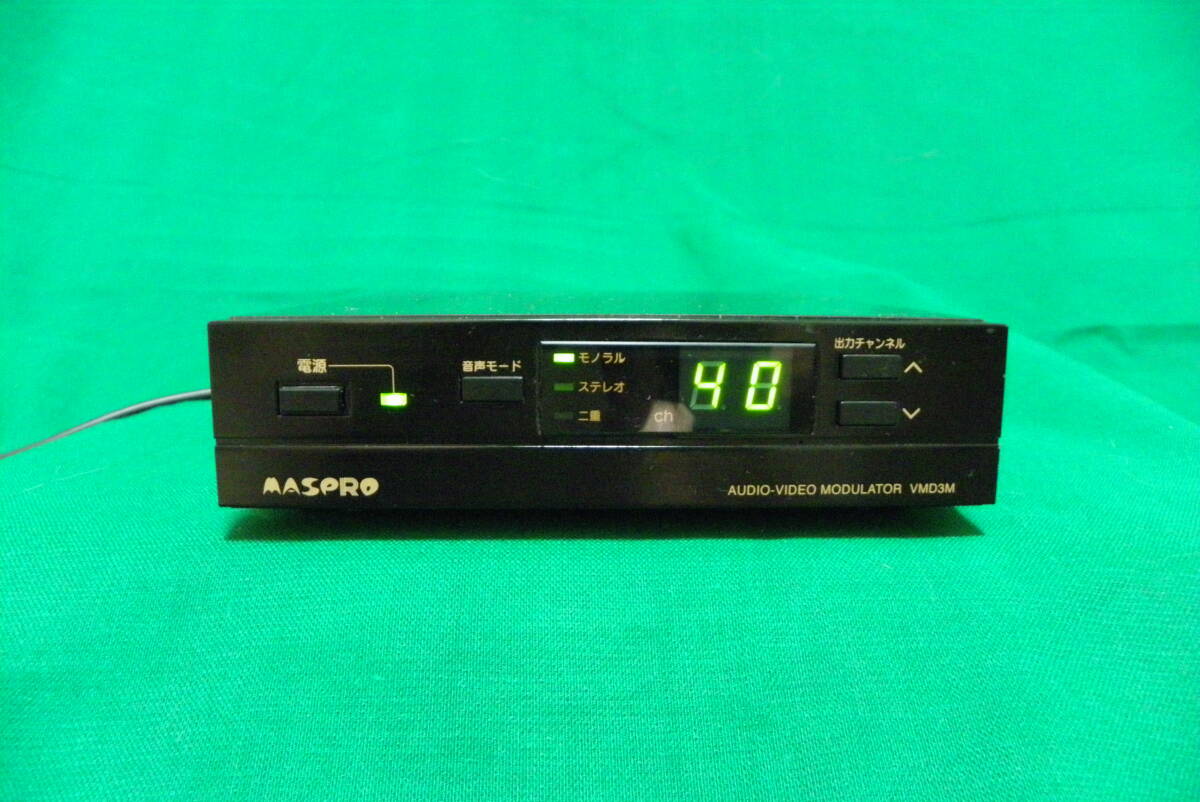 電源
音声モード
モノラル
ステレオ
二重
ch
40
出力チャンネル
MASPRO
AUDIO-VIDEO MODULATOR VMD3M